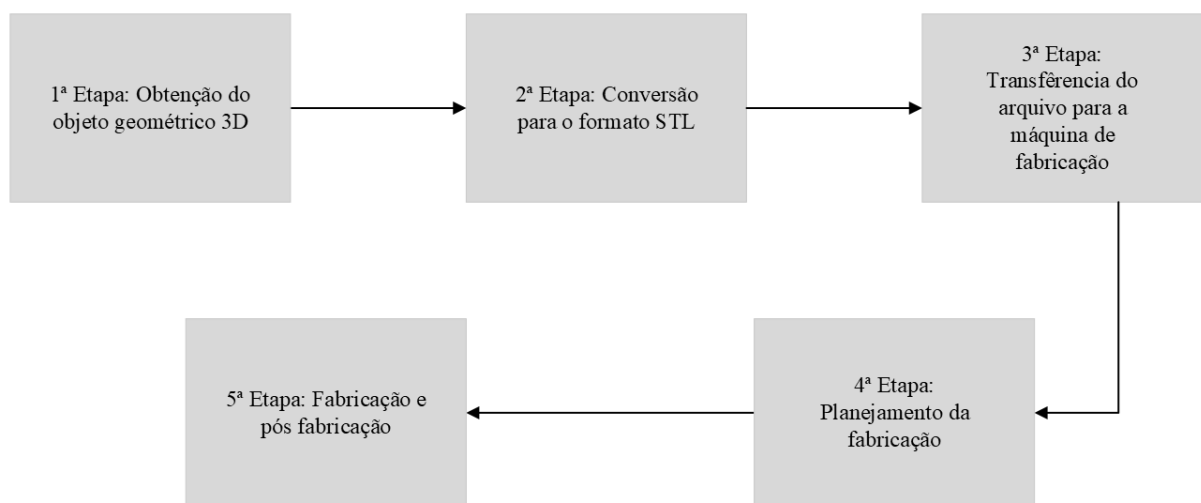 1ª Etapa: Obtenção do
objeto geométrico 3D
2ª Etapa: Conversão
para o formato STL
3ª Etapa:
Transfêrencia do
arquivo para a
máquina de
fabricação
4ª Etapa:
Planejamento da
fabricação
5ª Etapa: Fabricação e
pós fabricação